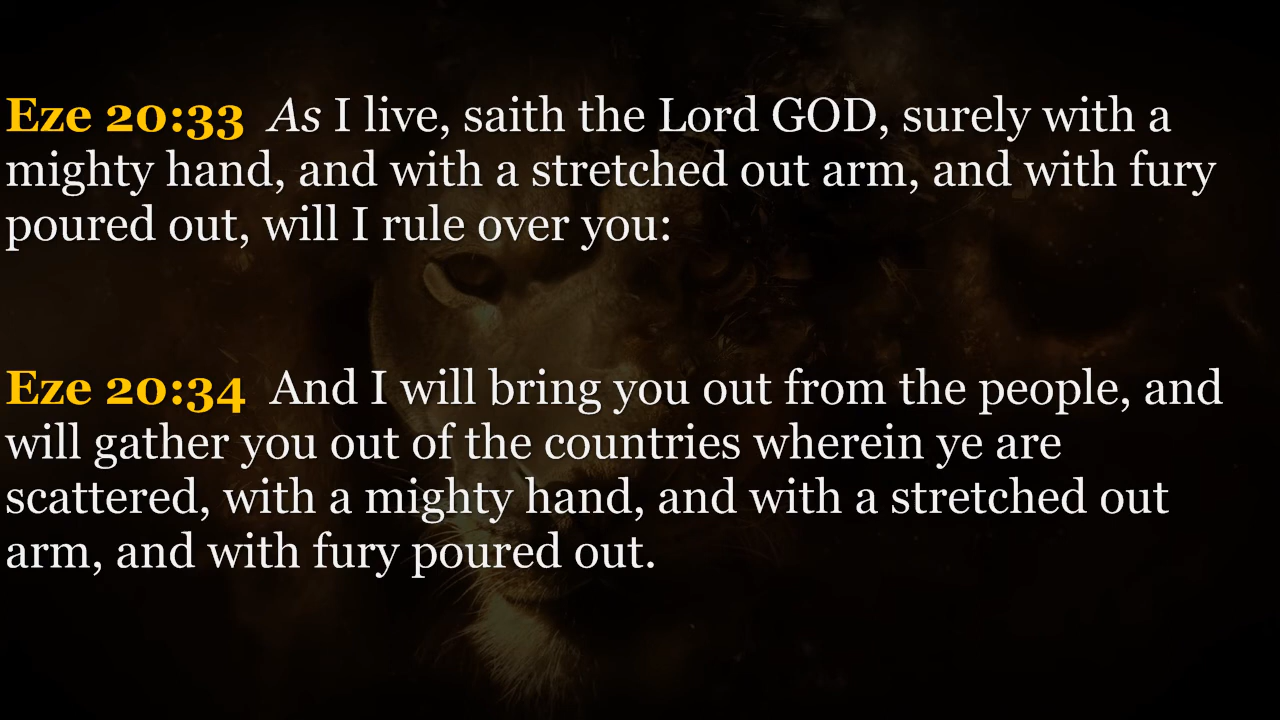 Eze 20:33 As I live, saith the Lord GOD, surely with a
mighty hand, and with a stretched out arm, and with fury
poured out, will I rule over you:
Eze 20:34 And I will bring you out from the people, and
will gather you out of the countries wherein ye are
scattered, with a mighty hand, and with a stretched out
arm, and with fury poured out.